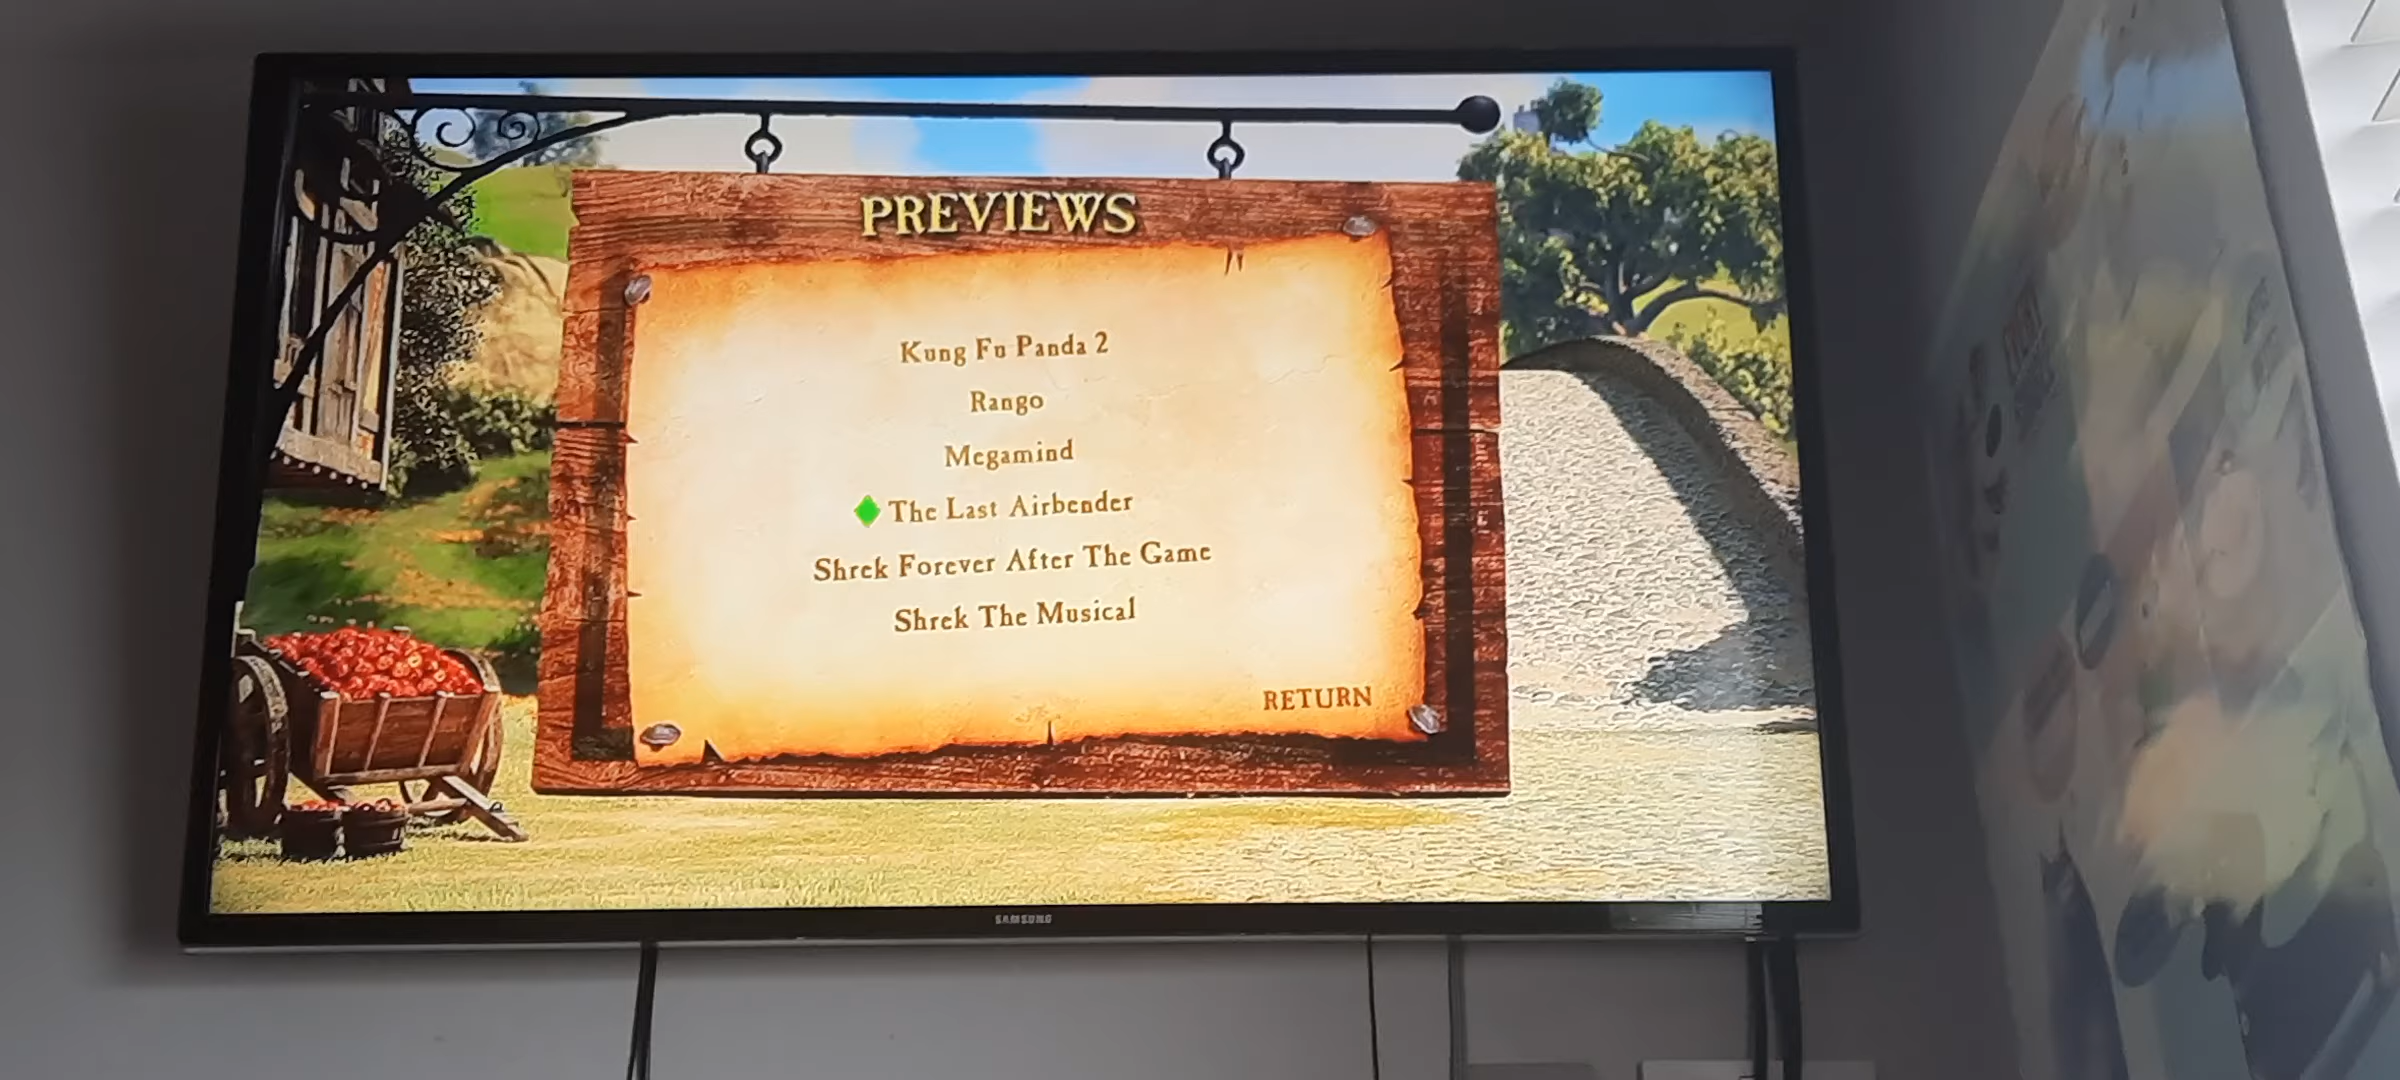 PREVIEWS
Kung Fu Panda 2
Rango
Megamind
The Last Airbender
Shrek Forever After The Game
Shrek The Musical
RETURN
SAMSUNG